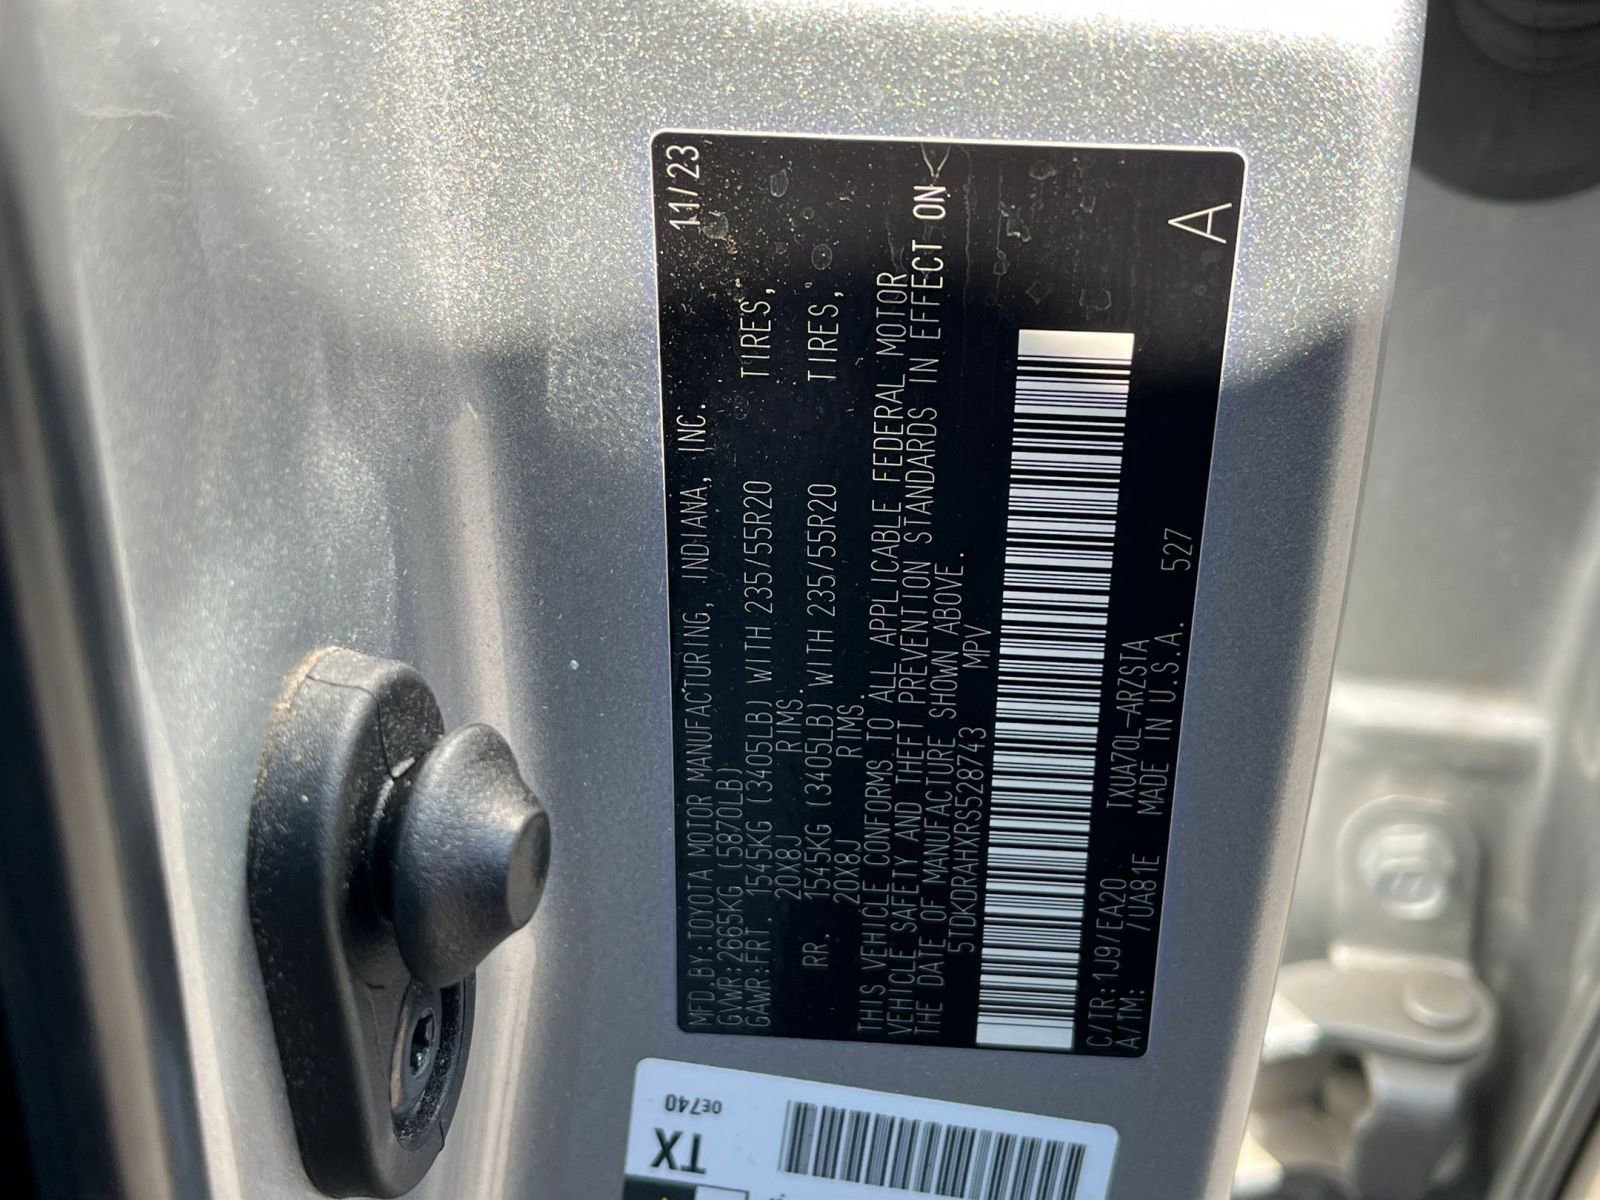 MFD.BY:TOYOTA MOTOR MANUFACTURING, INDIANA, INC. 11/23
GVWR:2665KG (5870LB)
GAWR:FRT. 1545KG (3405LB) WITH 235/55R20 TIRES,
20X8J RIMS.
RR. 1545KG (3405LB) WITH 235/55R20 TIRES,
20X8J RIMS.
THIS VEHICLE CONFORMS TO ALL APPLICABLE FEDERAL MOTOR
VEHICLE SAFETY AND THEFT PREVENTION STANDARDS IN EFFECT ON
THE DATE OF MANUFACTURE SHOWN ABOVE.
5TDKDRAHXRS528743 MPV
C/TR:1J9/EA20 TXUA70L-ARZSTA
A/TM: /UA81E MADE IN U.S.A. 527 A
0E740
TX